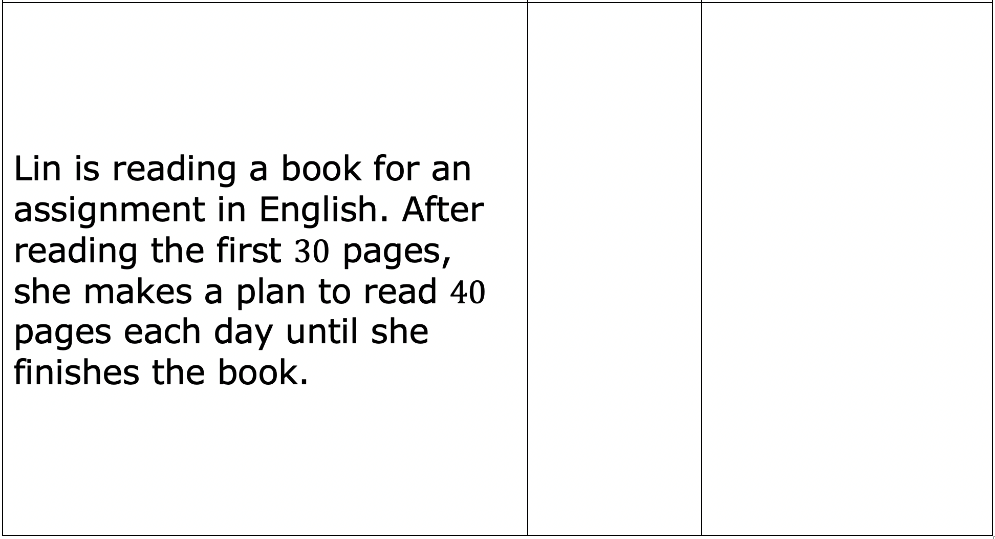 Lin is reading a book for an
assignment in English. After
reading the first 30 pages,
she makes a plan to read 40
pages each day until she
finishes the book.